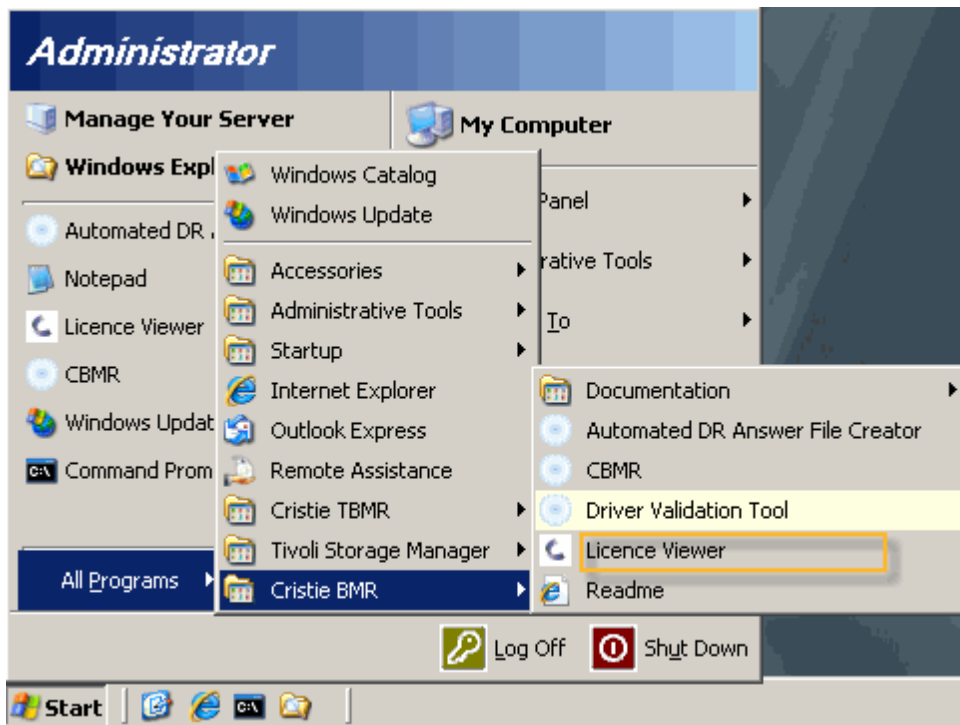 Administrator
Manage Your Server
My Computer
Windows Expl
Windows Catalog
Windows Update
Panel
Automated DR
rative Tools
Notepad
Accessories
Administrative Tools
To
Licence Viewer
Startup
CBMR
Internet Explorer
Documentation
Windows Updat
Outlook Express
Automated DR Answer File Creator
Command Prom
Remote Assistance
CBMR
Cristie TBMR
Driver Validation Tool
Tivoli Storage Manager
Licence Viewer
All Programs
Cristie BMR
Readme
Log Off
Shut Down
Start